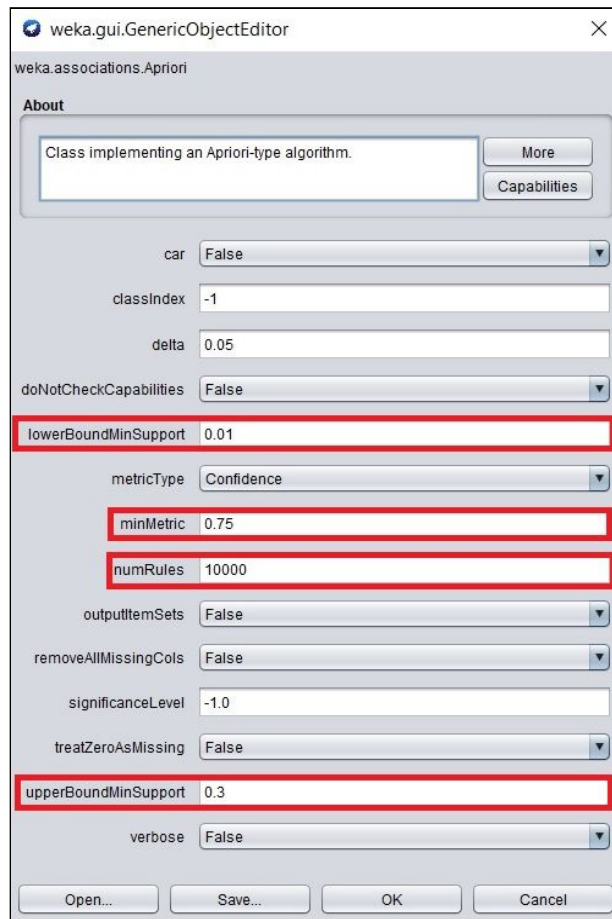 weka.gui.GenericObjectEditor
weka.associations.Apriori
About
Class implementing an Apriori-type algorithm.
More
Capabilities
car False
classIndex -1
delta 0.05
doNotCheckCapabilities False
lowerBoundMinSupport 0.01
metricType Confidence
minMetric 0.75
numRules 10000
outputItemSets False
removeAllMissingCols False
significanceLevel -1.0
treatZeroAsMissing False
upperBoundMinSupport 0.3
verbose False
Open... Save... OK Cancel